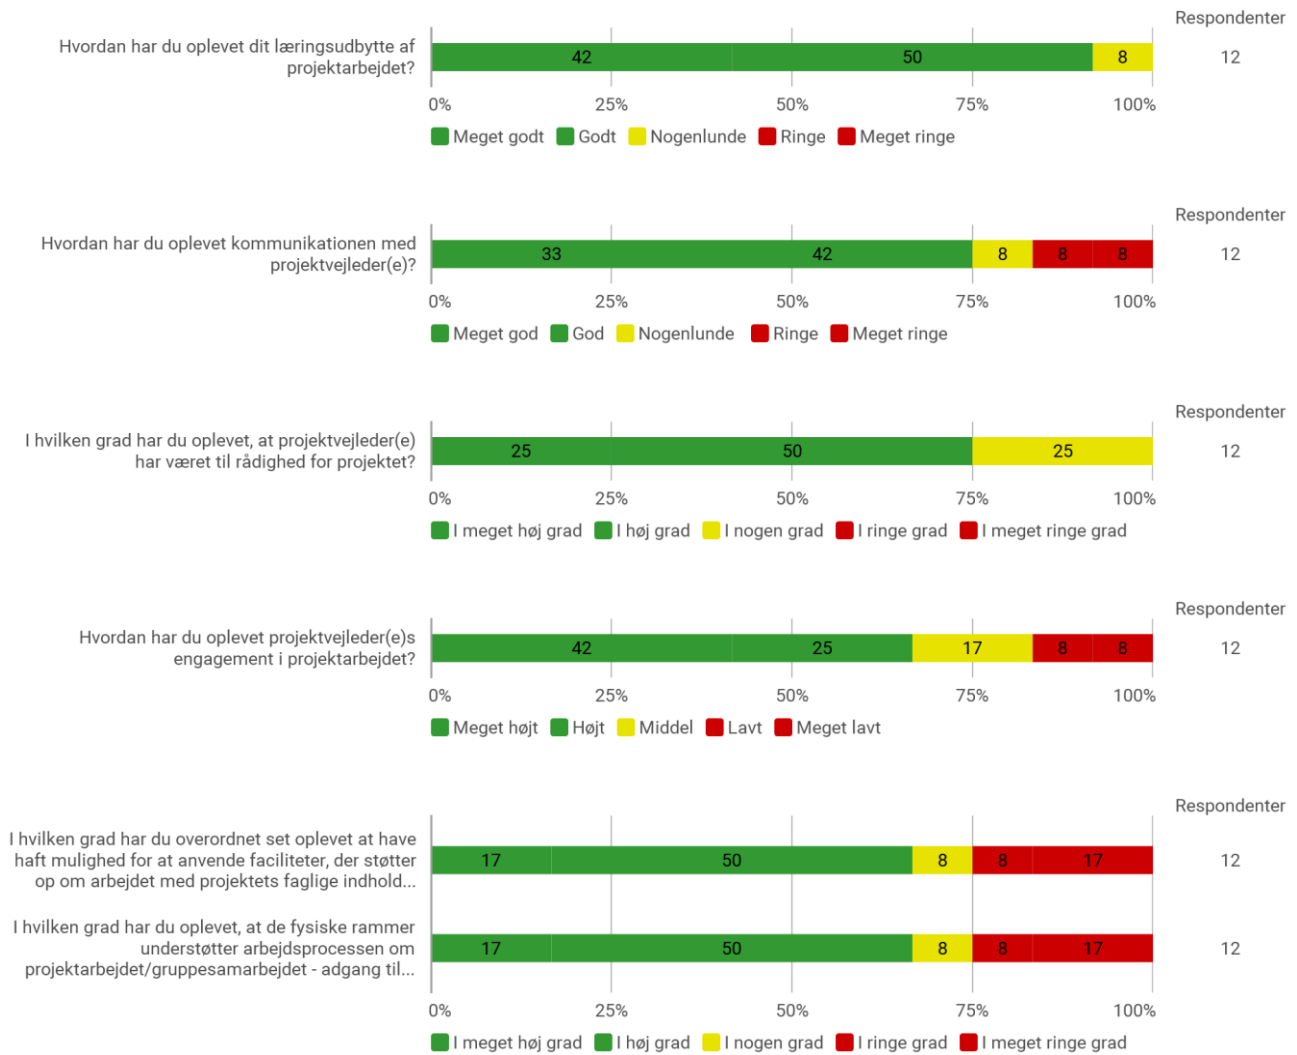 Respondenter
Hvordan har du oplevet dit læringsudbytte af
projektarbejdet?
42 50 8 12
0% 25% 50% 75% 100%
Meget godt Godt Nogenlunde Ringe Meget ringe
Respondenter
Hvordan har du oplevet kommunikationen med
projektvejleder(e)?
33 42 8 8 8 12
0% 25% 50% 75% 100%
Meget god God Nogenlunde Ringe Meget ringe
Respondenter
I hvilken grad har du oplevet, at projektvejleder(e)
har været til rådighed for projektet?
25 50 25 12
0% 25% 50% 75% 100%
I meget høj grad I høj grad I nogen grad I ringe grad I meget ringe grad
Respondenter
Hvordan har du oplevet projektvejleder(e)s
engagement i projektarbejdet?
42 25 17 8 8 12
0% 25% 50% 75% 100%
Meget højt Højt Middel Lavt Meget lavt
Respondenter
I hvilken grad har du overordnet set oplevet at have
haft mulighed for at anvende faciliteter, der støtter
op om arbejdet med projektets faglige indhold...
17 50 8 8 17 12
I hvilken grad har du oplevet, at de fysiske rammer
understøtter arbejdsprocessen om
projektarbejdet/gruppesamarbejdet - adgang til...
17 50 8 8 17 12
0% 25% 50% 75% 100%
I meget høj grad I høj grad I nogen grad I ringe grad I meget ringe grad